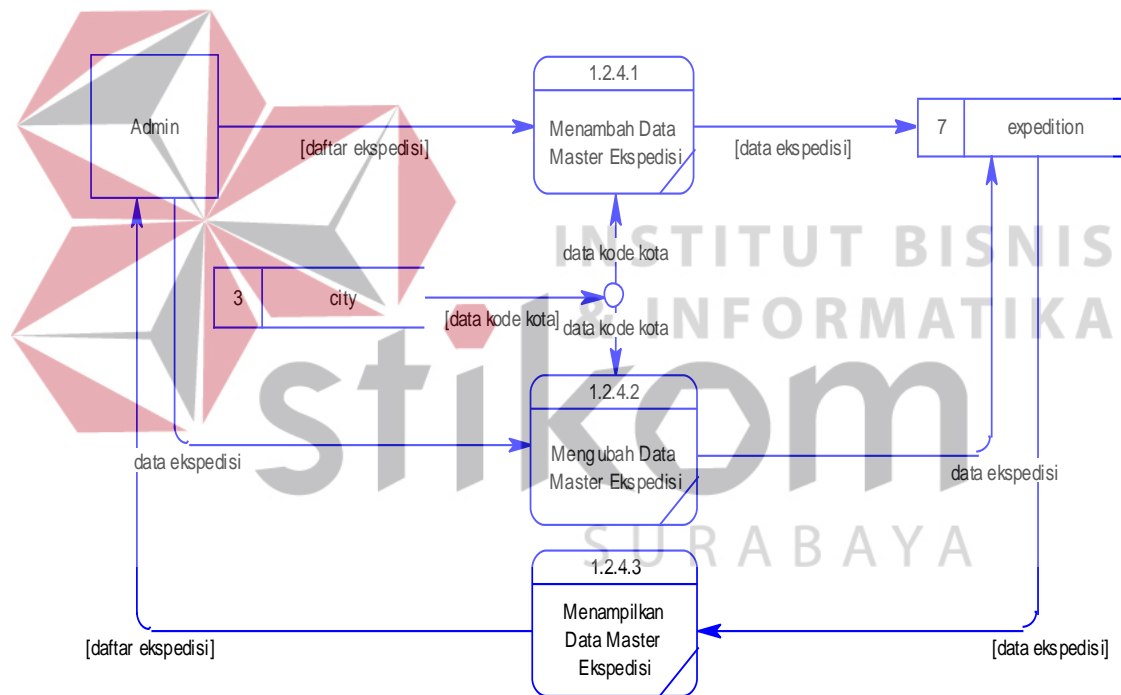 1.2.4.1
Admin
Menambah Data
Master Ekspedisi
7
expedition
[daftar ekspedisi]
[data ekspedisi]
INSTITUT BISNIS
& INFORMATIKA
stikom
SURABAYA
data kode kota
3
city
[data kode kota]
data kode kota
1.2.4.2
Mengubah Data
Master Ekspedisi
data ekspedisi
data ekspedisi
1.2.4.3
Menampilkan
Data Master
Ekspedisi
[daftar ekspedisi]
[data ekspedisi]